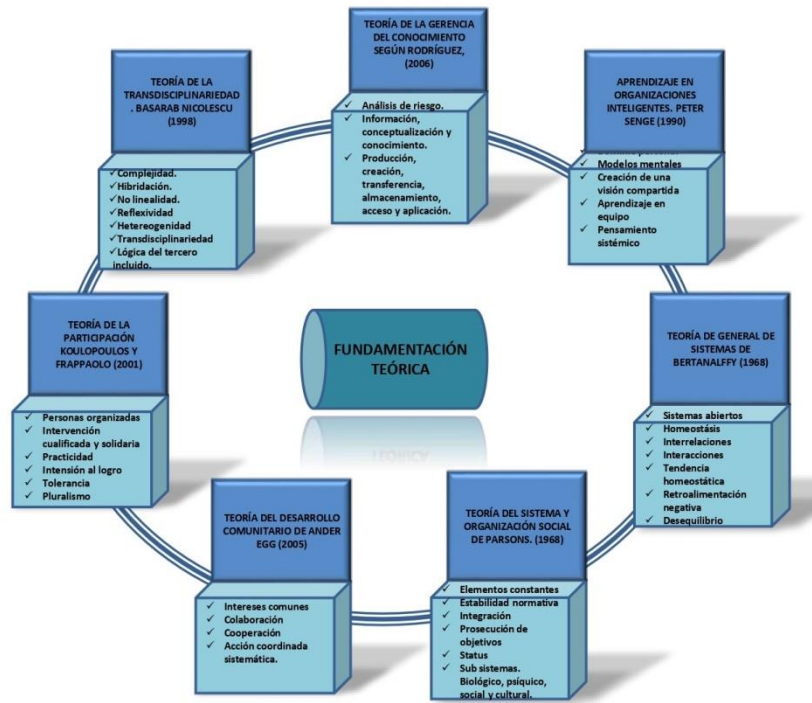 TEORÍA DE LA GERENCIA
DEL CONOCIMIENTO
SEGÚN RODRÍGUEZ,
(2006)
✓ Análisis de riesgo.
✓ Información,
conceptualización y
conocimiento.
✓ Producción,
creación,
transferencia,
almacenamiento,
acceso y aplicación.
APRENDIZAJE EN
ORGANIZACIONES
INTELIGENTES. PETER
SENGE (1990)
✓ Modelos mentales
✓ Creación de una
visión compartida
✓ Aprendizaje en
equipo
✓ Pensamiento
sistémico
TEORÍA DE GENERAL DE
SISTEMAS DE
BERTANALFFY (1968)
✓ Sistemas abiertos
✓ Homeostásis
✓ Interrelaciones
✓ Interacciones
✓ Tendencia
homeostática
✓ Retroalimentación
negativa
✓ Desequilibrio
TEORÍA DEL SISTEMA Y
ORGANIZACIÓN SOCIAL
DE PARSONS. (1968)
✓ Elementos constantes
✓ Estabilidad normativa
✓ Integración
✓ Prosecución de
objetivos
✓ Status
✓ Sub sistemas.
Biológico, psíquico,
social y cultural.
TEORÍA DEL DESARROLLO
COMUNITARIO DE ANDER
EGG (2005)
✓ Intereses comunes
✓ Colaboración
✓ Cooperación
✓ Acción coordinada
sistemática.
TEORÍA DE LA
PARTICIPACIÓN
KOULOPOULOS Y
FRAPPAOLO (2001)
✓ Personas organizadas
✓ Intervención
cualificada y solidaria
✓ Practicidad
✓ Intensión al logro
✓ Tolerancia
✓ Pluralismo
TEORÍA DE LA
TRANSDISCIPLINARIEDAD
. BASARAB NICOLESCU
(1998)
✓Complejidad.
✓Hibridación.
✓No linealidad.
✓Reflexividad
✓Hetereogenidad
✓Transdisciplinariedad
✓Lógica del tercero
incluido.
FUNDAMENTACIÓN
TEÓRICA